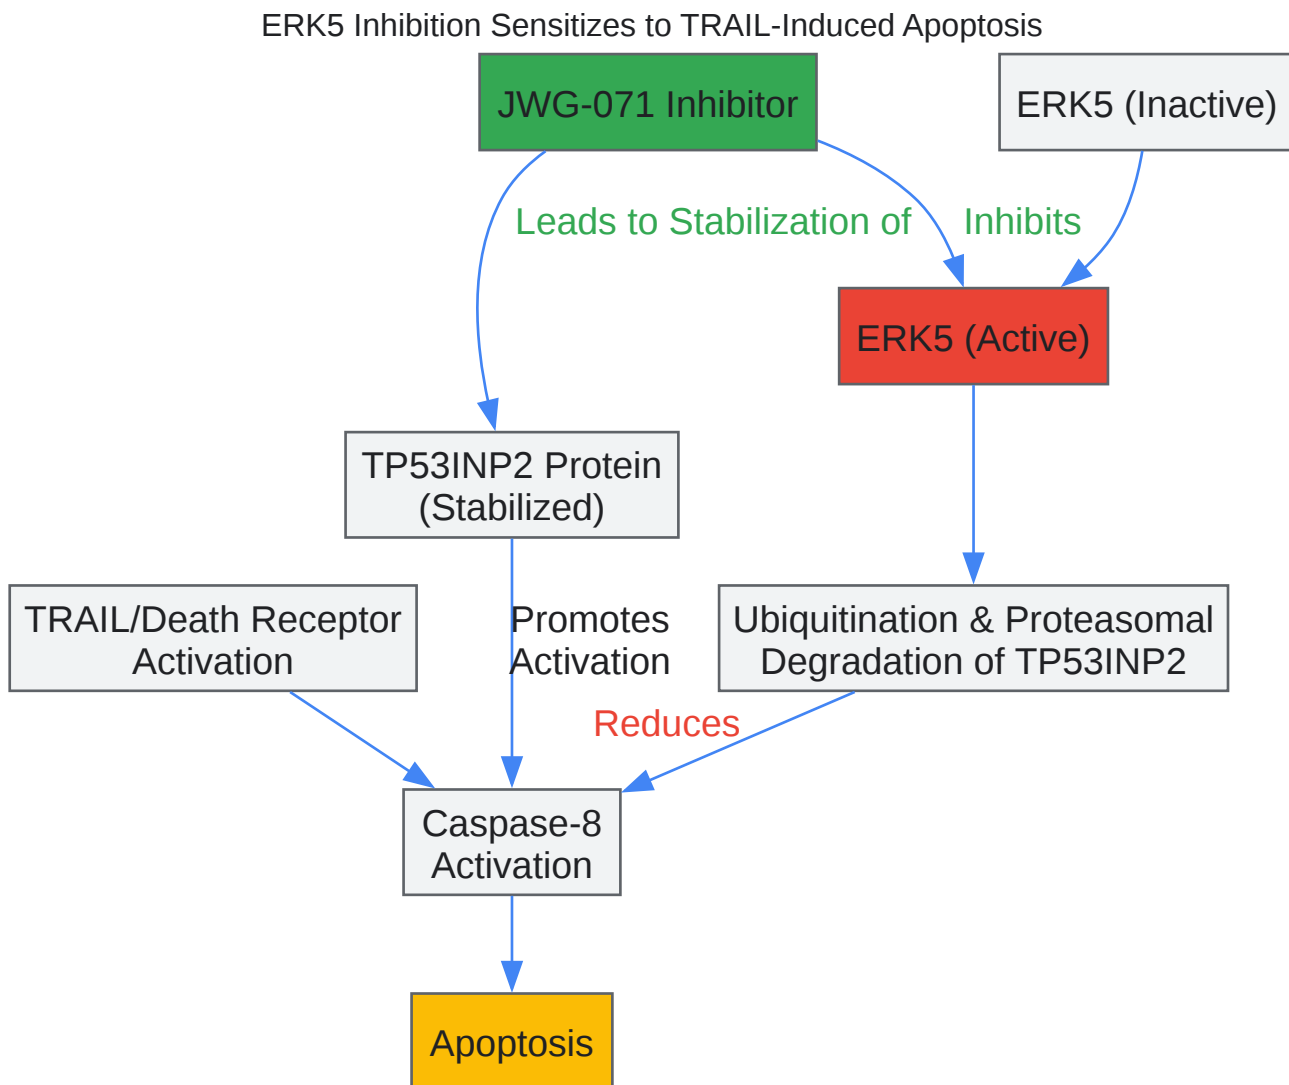 ERK5 Inhibition Sensitizes to TRAIL-Induced Apoptosis
JWG-071 Inhibitor
ERK5 (Inactive)
Leads to Stabilization of
Inhibits
ERK5 (Active)
TP53INP2 Protein
(Stabilized)
TRAIL/Death Receptor
Activation
Promotes
Activation
Ubiquitination & Proteasomal
Degradation of TP53INP2
Reduces
Caspase-8
Activation
Apoptosis